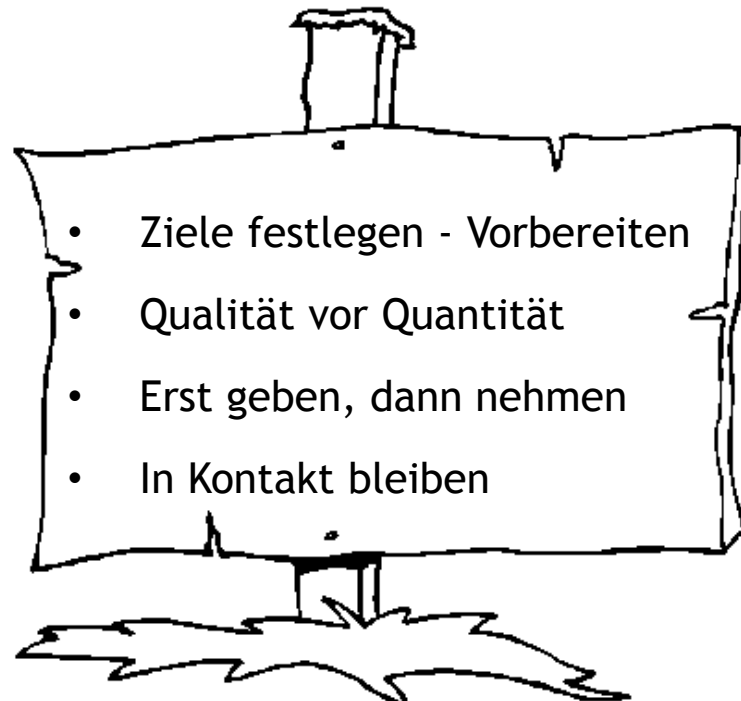 • Ziele festlegen - Vorbereiten
• Qualität vor Quantität
• Erst geben, dann nehmen
• In Kontakt bleiben